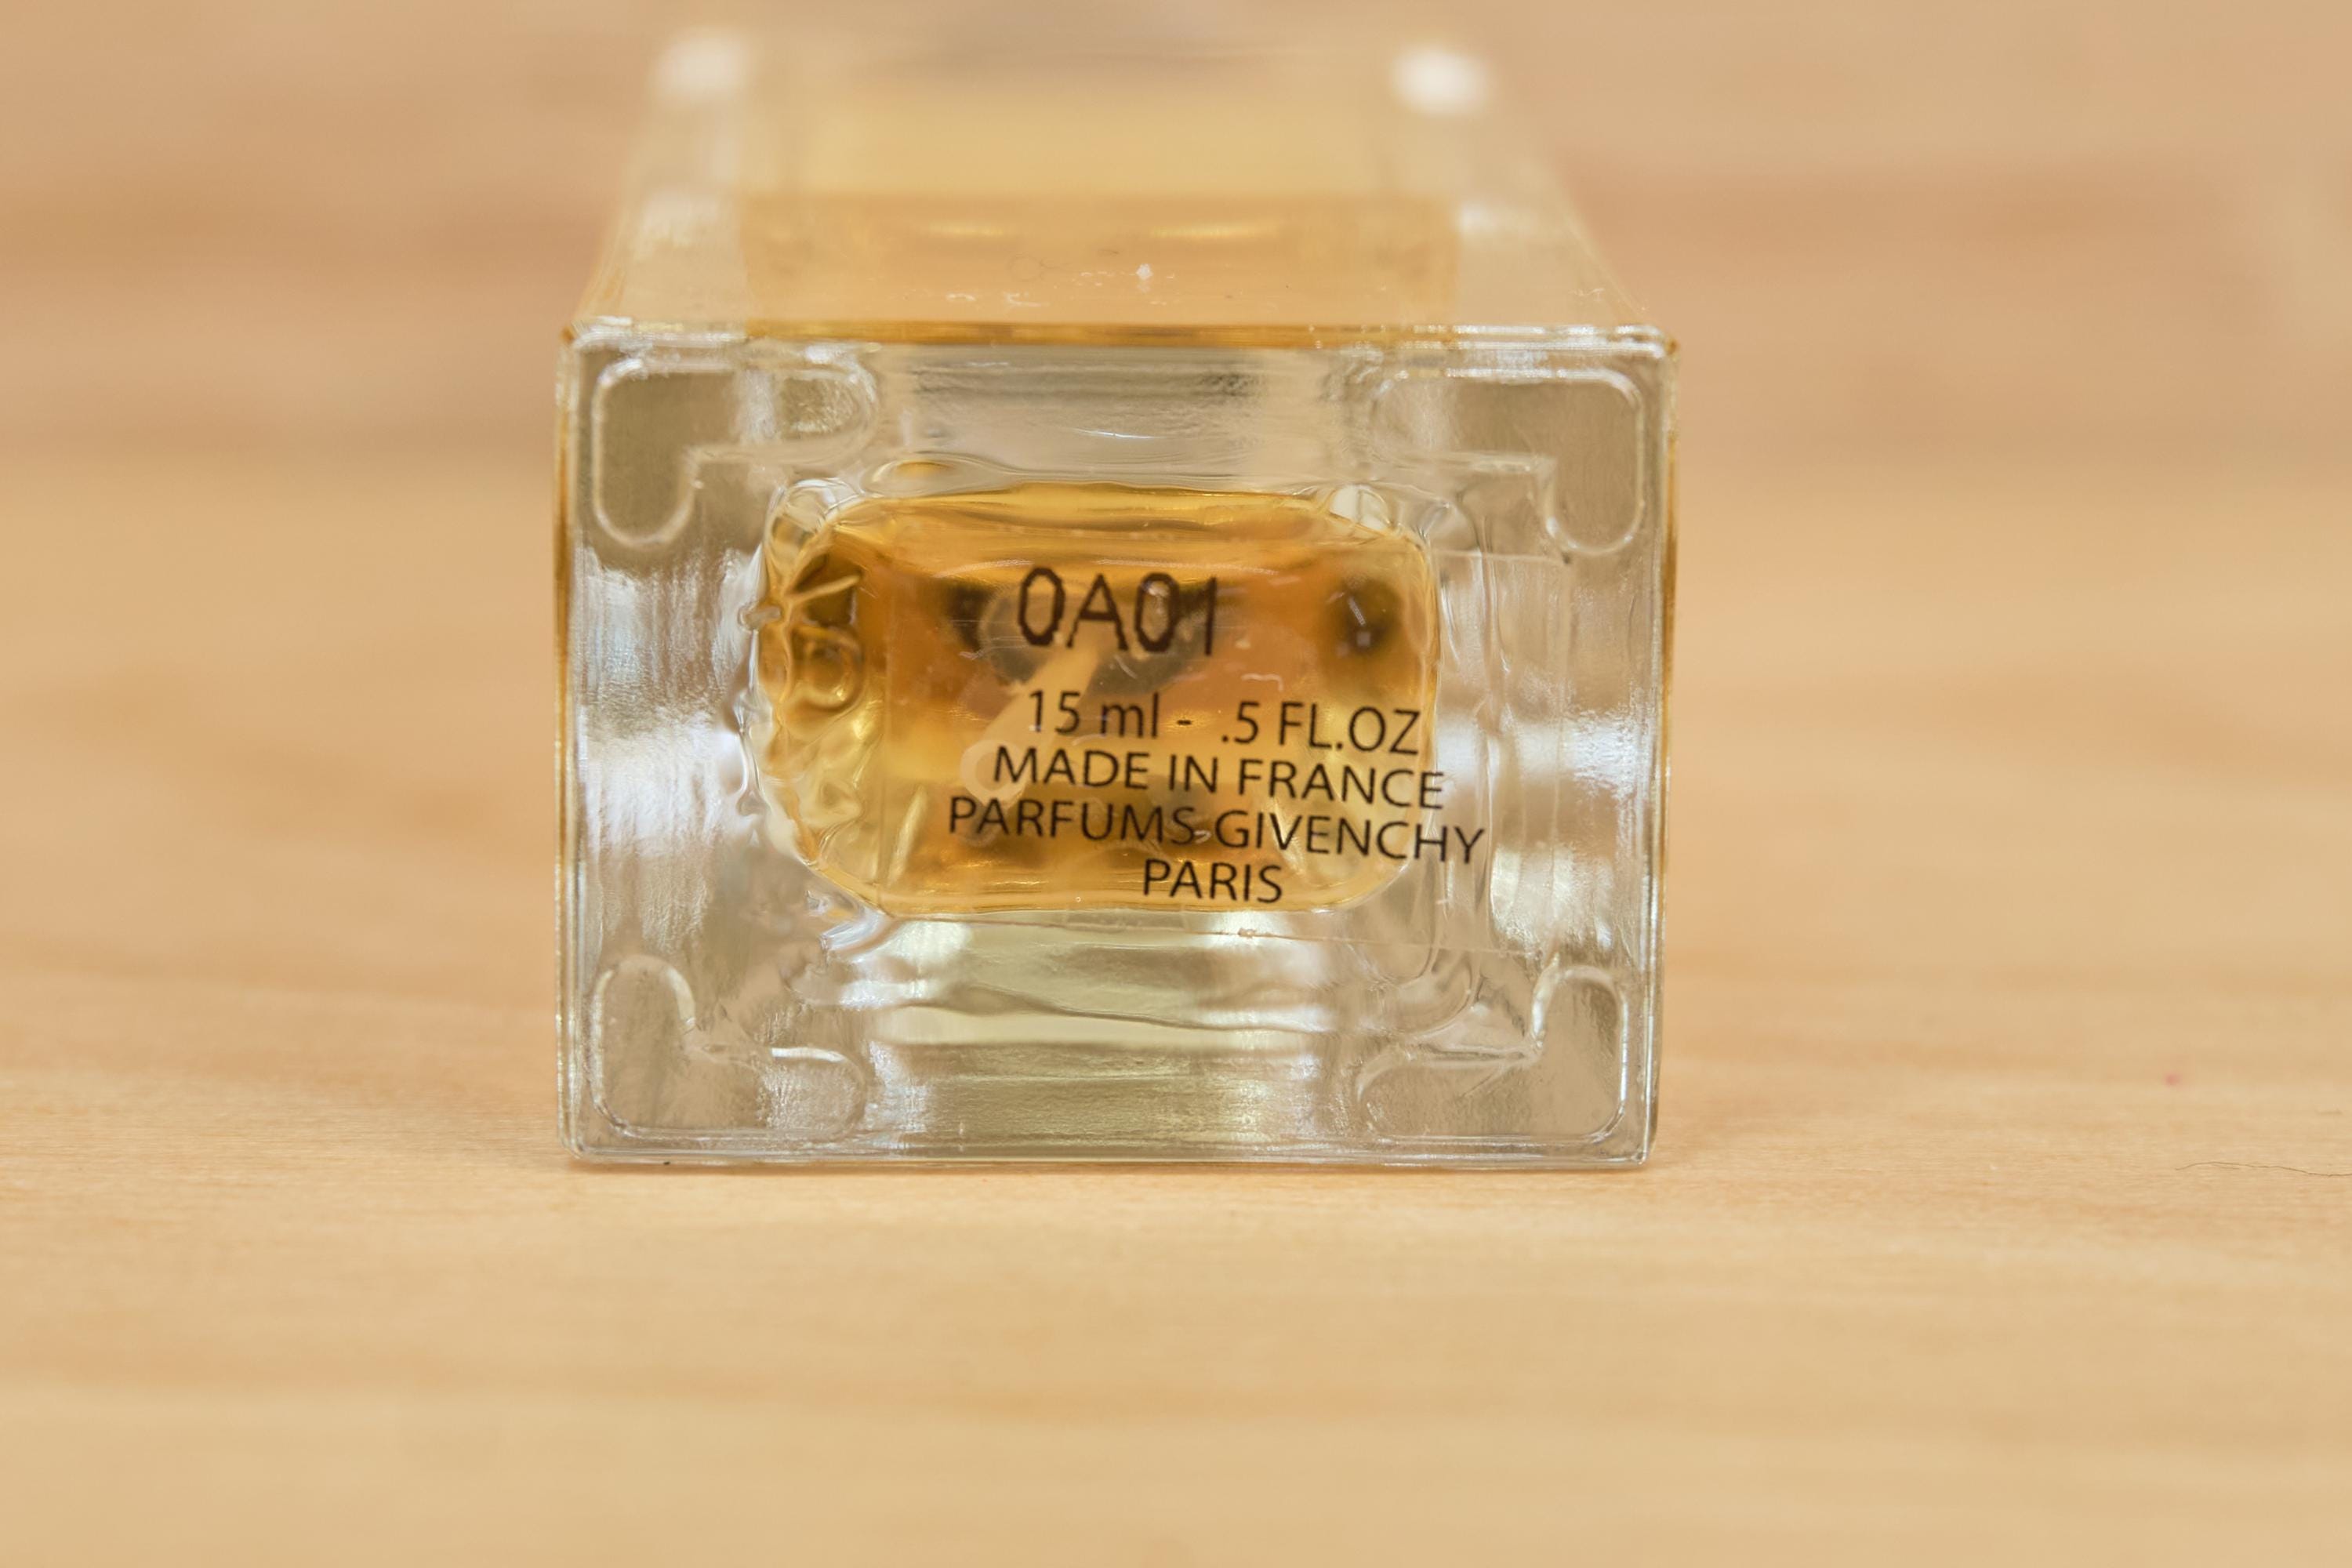 0A01
15 ml - .5 FL.OZ
MADE IN FRANCE
PARFUMS GIVENCHY
PARIS